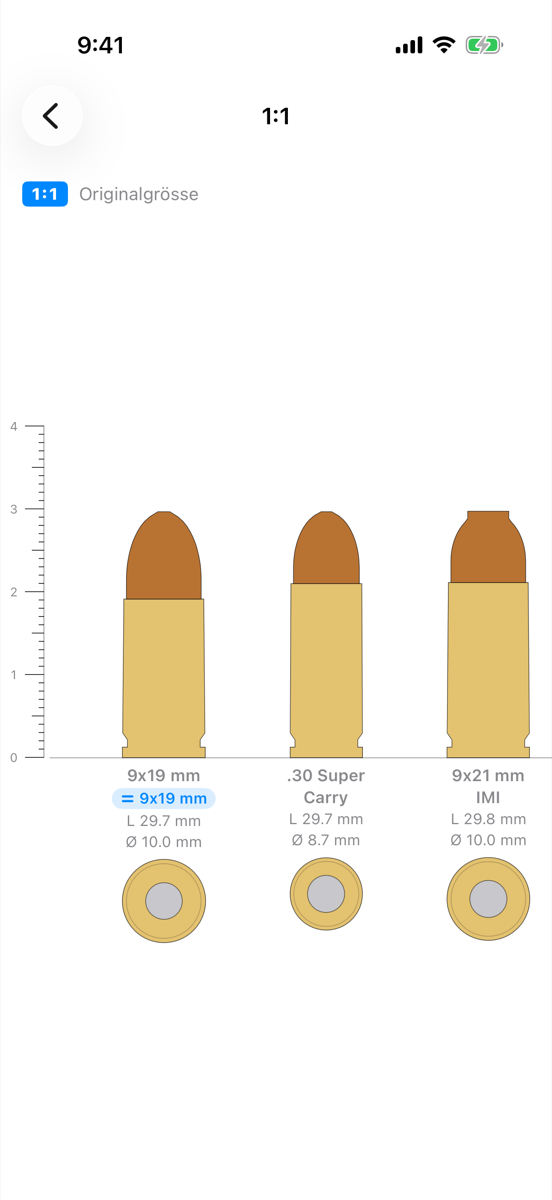 9:41
1:1
1:1 Originalgrösse
4
3
2
1
0
9x19 mm
= 9x19 mm
L 29.7 mm
Ø 10.0 mm
.30 Super
Carry
L 29.7 mm
Ø 8.7 mm
9x21 mm
IMI
L 29.8 mm
Ø 10.0 mm